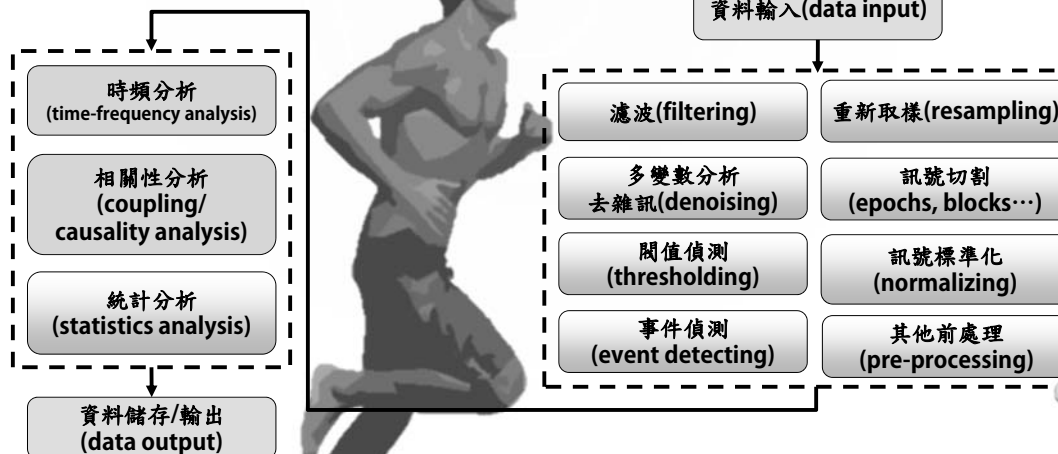 資料輸入(data input)
濾波(filtering)
重新取樣(resampling)
多變數分析
去雜訊(denoising)
訊號切割
(epochs, blocks⋯)
閥值偵測
(thresholding)
訊號標準化
(normalizing)
事件偵測
(event detecting)
其他前處理
(pre-processing)
時頻分析
(time-frequency analysis)
相關性分析
(coupling/
causality analysis)
統計分析
(statistics analysis)
資料儲存/輸出
(data output)